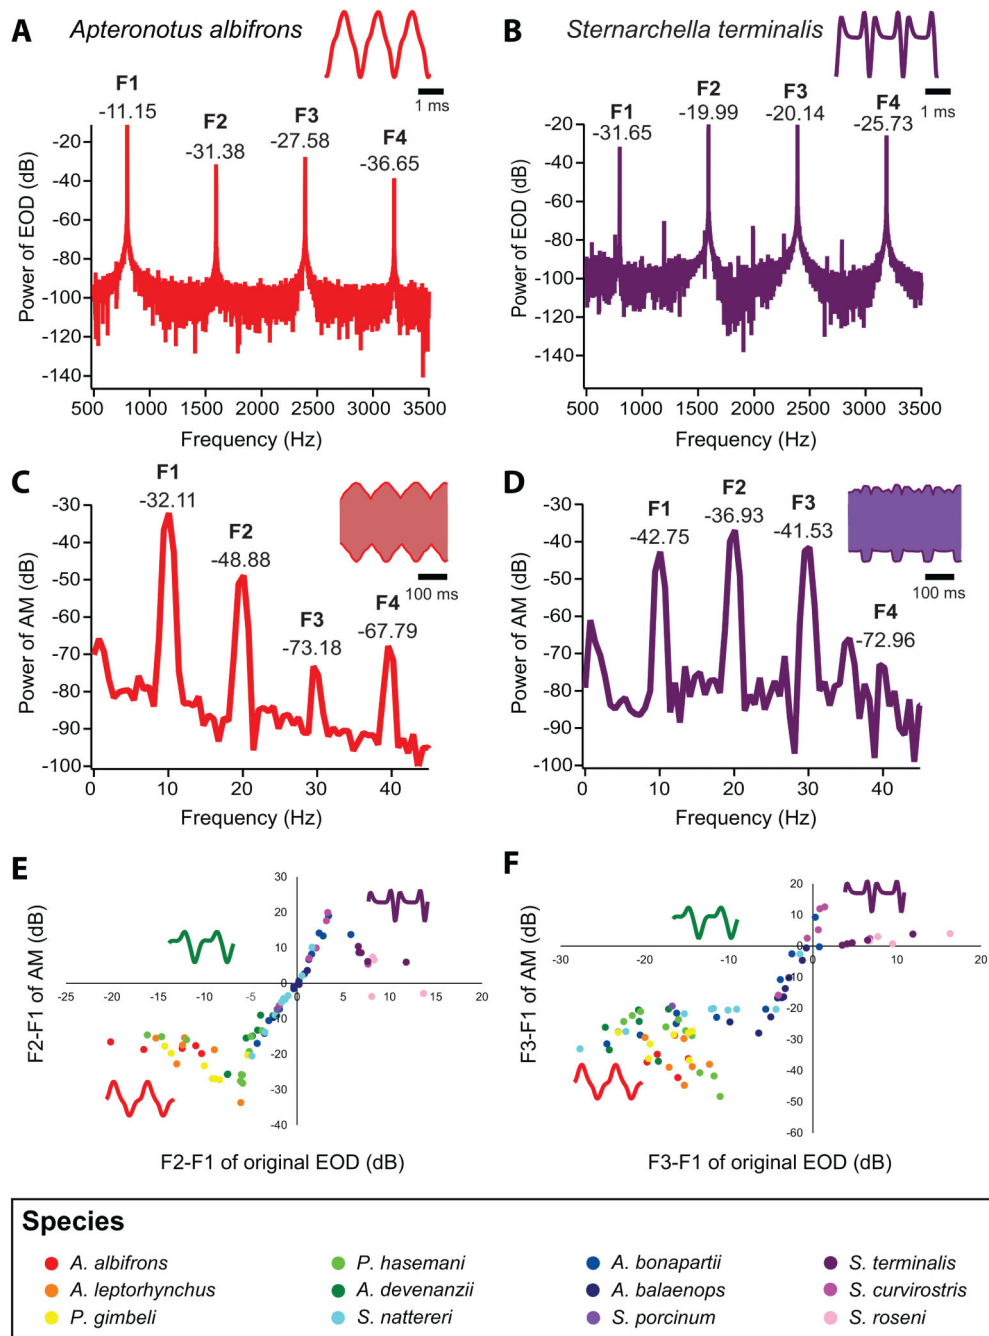 A Apteronotus albifrons
B Sternarchella terminalis
F1
-11.15
F2
-31.38
F3
-27.58
F4
-36.65
1 ms
Power of EOD (dB)
-20
-40
-60
-80
-100
-120
-140
500 1000 1500 2000 2500 3000 3500
Frequency (Hz)
F1
-31.65
F2
-19.99
F3
-20.14
F4
-25.73
1 ms
Power of EOD (dB)
-20
-40
-60
-80
-100
-120
-140
500 1000 1500 2000 2500 3000 3500
Frequency (Hz)
C
F1
-32.11
F2
-48.88
F3
-73.18
F4
-67.79
100 ms
Power of AM (dB)
-30
-40
-50
-60
-70
-80
-90
-100
0 10 20 30 40
Frequency (Hz)
D
F1
-42.75
F2
-36.93
F3
-41.53
F4
-72.96
100 ms
Power of AM (dB)
-30
-40
-50
-60
-70
-80
-90
-100
0 10 20 30 40
Frequency (Hz)
E
F2-F1 of AM (dB)
30
20
10
0
-10
-20
-30
-40
-25 -20 -15 -10 -5 0 5 10 15 20
F2-F1 of original EOD (dB)
F
F3-F1 of AM (dB)
20
10
0
-10
-20
-30
-40
-50
-60
-30 -20 -10 0 10 20
F3-F1 of original EOD (dB)
Species
A. albifrons
A. leptorhynchus
P. gimbeli
P. hasemani
A. devenanzii
S. nattereri
A. bonapartii
A. balaenops
S. porcinum
S. terminalis
S. curvirostris
S. roseni